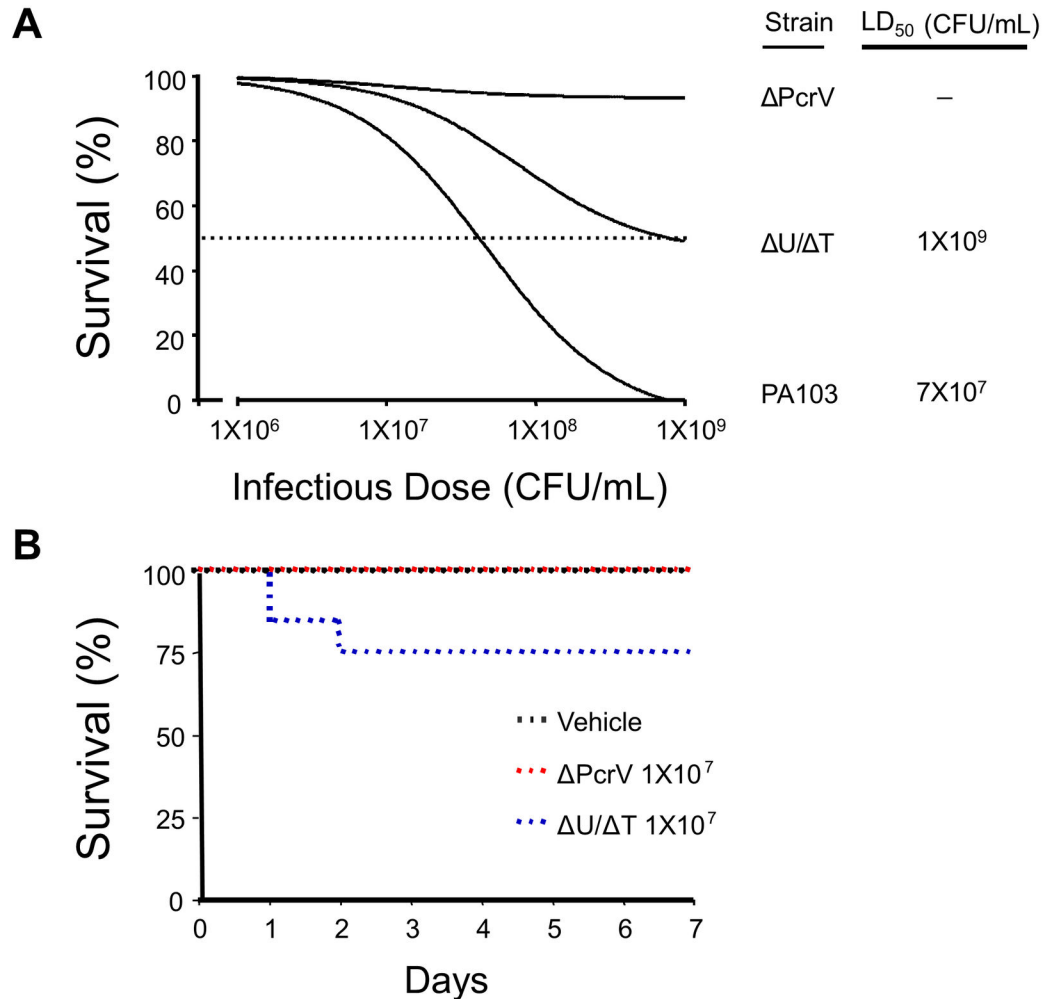 A
Strain LD₅₀ (CFU/mL)
Survival (%)
100
80
60
40
20
0
ΔPcrV –
ΔU/ΔT 1X10⁹
PA103 7X10⁷
1X10⁶ 1X10⁷ 1X10⁸ 1X10⁹
Infectious Dose (CFU/mL)
B
Survival (%)
100
75
50
25
0
Vehicle
ΔPcrV 1X10⁷
ΔU/ΔT 1X10⁷
0 1 2 3 4 5 6 7
Days